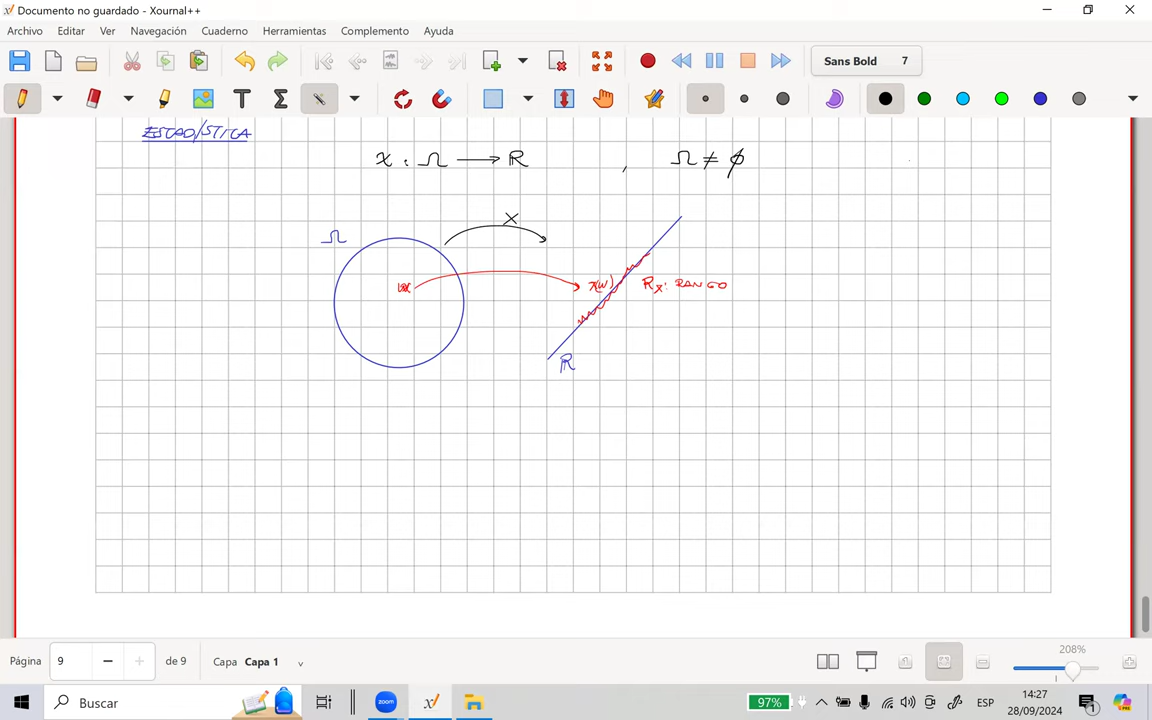 Documento no guardado - Xournal++
Archivo Editar Ver Navegación Cuaderno Herramientas Complemento Ayuda
Sans Bold 7
ESTADÍSTICA
X : Ω → R , Ω ≠ ϕ
X
Ω
X(W) Rx: RANGO
R
Página 9 de 9 Capa Capa 1 208%
Buscar zoom 97% ESP 14:27
28/09/2024